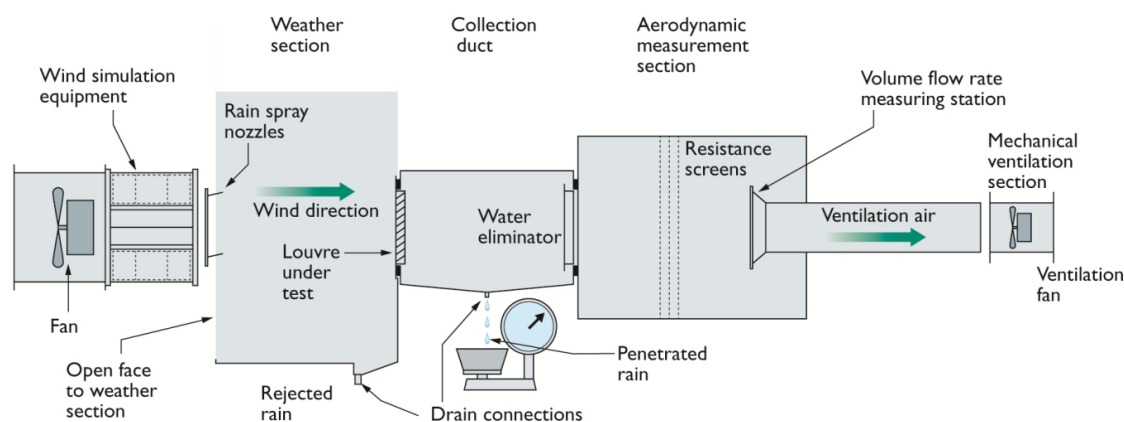 Weather
section
Collection
duct
Aerodynamic
measurement
section
Wind simulation
equipment
Rain spray
nozzles
Volume flow rate
measuring station
Mechanical
ventilation
section
Resistance
screens
Wind direction
Water
eliminator
Ventilation air
Louvre
under
test
Ventilation
fan
Fan
Open face
to weather
section
Penetrated
rain
Rejected
rain
Drain connections